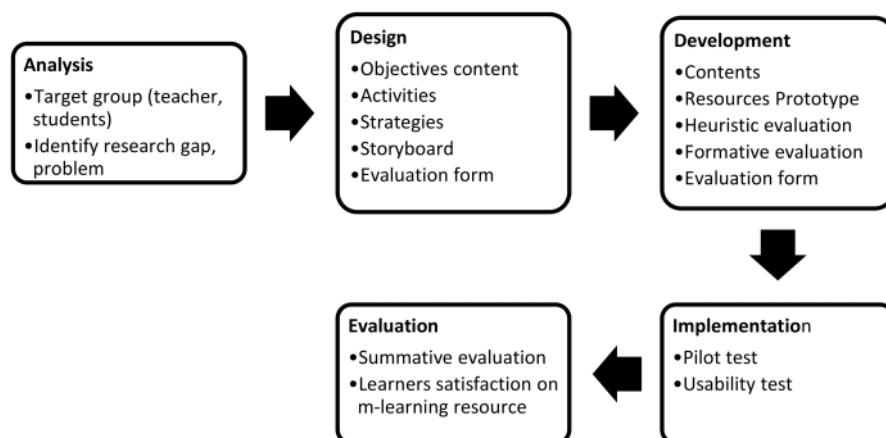 Analysis
•Target group (teacher,
students)
•Identify research gap,
problem
Design
•Objectives content
•Activities
•Strategies
•Storyboard
•Evaluation form
Development
•Contents
•Resources Prototype
•Heuristic evaluation
•Formative evaluation
•Evaluation form
Implementation
•Pilot test
•Usability test
Evaluation
•Summative evaluation
•Learners satisfaction on
m-learning resource